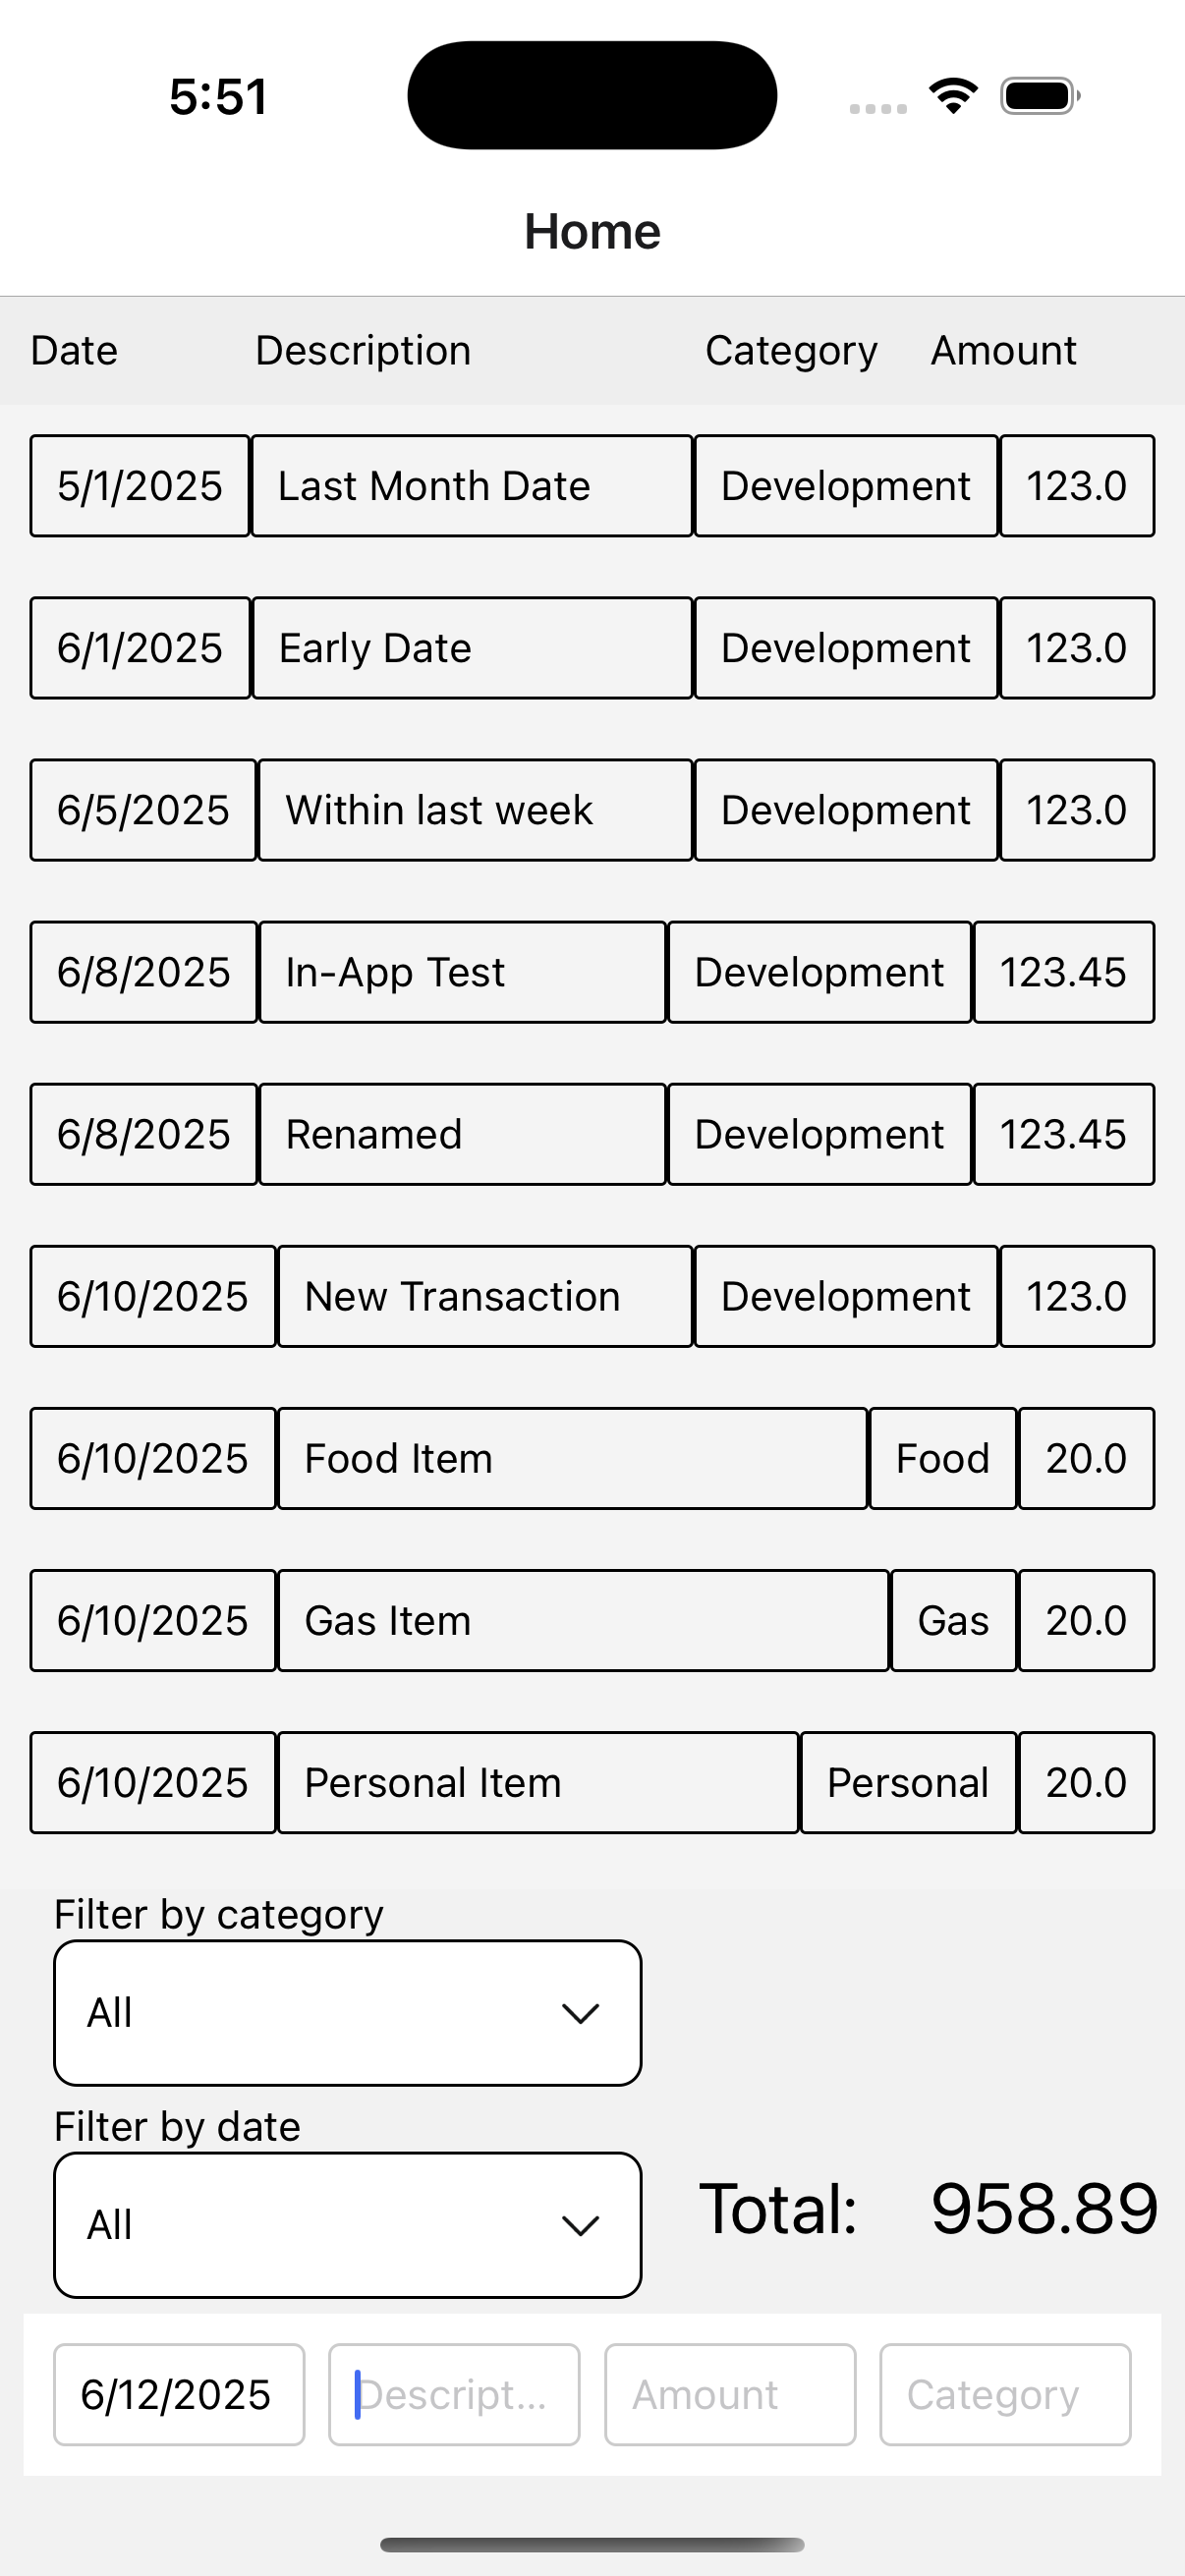 5:51
Home
Date Description Category Amount
5/1/2025 Last Month Date Development 123.0
6/1/2025 Early Date Development 123.0
6/5/2025 Within last week Development 123.0
6/8/2025 In-App Test Development 123.45
6/8/2025 Renamed Development 123.45
6/10/2025 New Transaction Development 123.0
6/10/2025 Food Item Food 20.0
6/10/2025 Gas Item Gas 20.0
6/10/2025 Personal Item Personal 20.0
Filter by category
All
Filter by date
All
Total: 958.89
6/12/2025 Descript... Amount Category